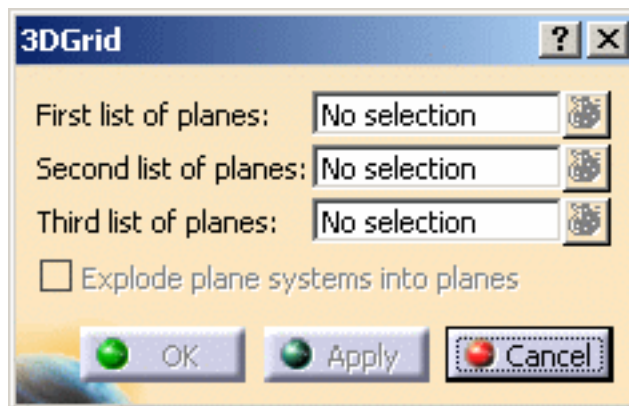 3DGrid ? X
First list of planes: No selection
Second list of planes: No selection
Third list of planes: No selection
Explode plane systems into planes
OK Apply Cancel